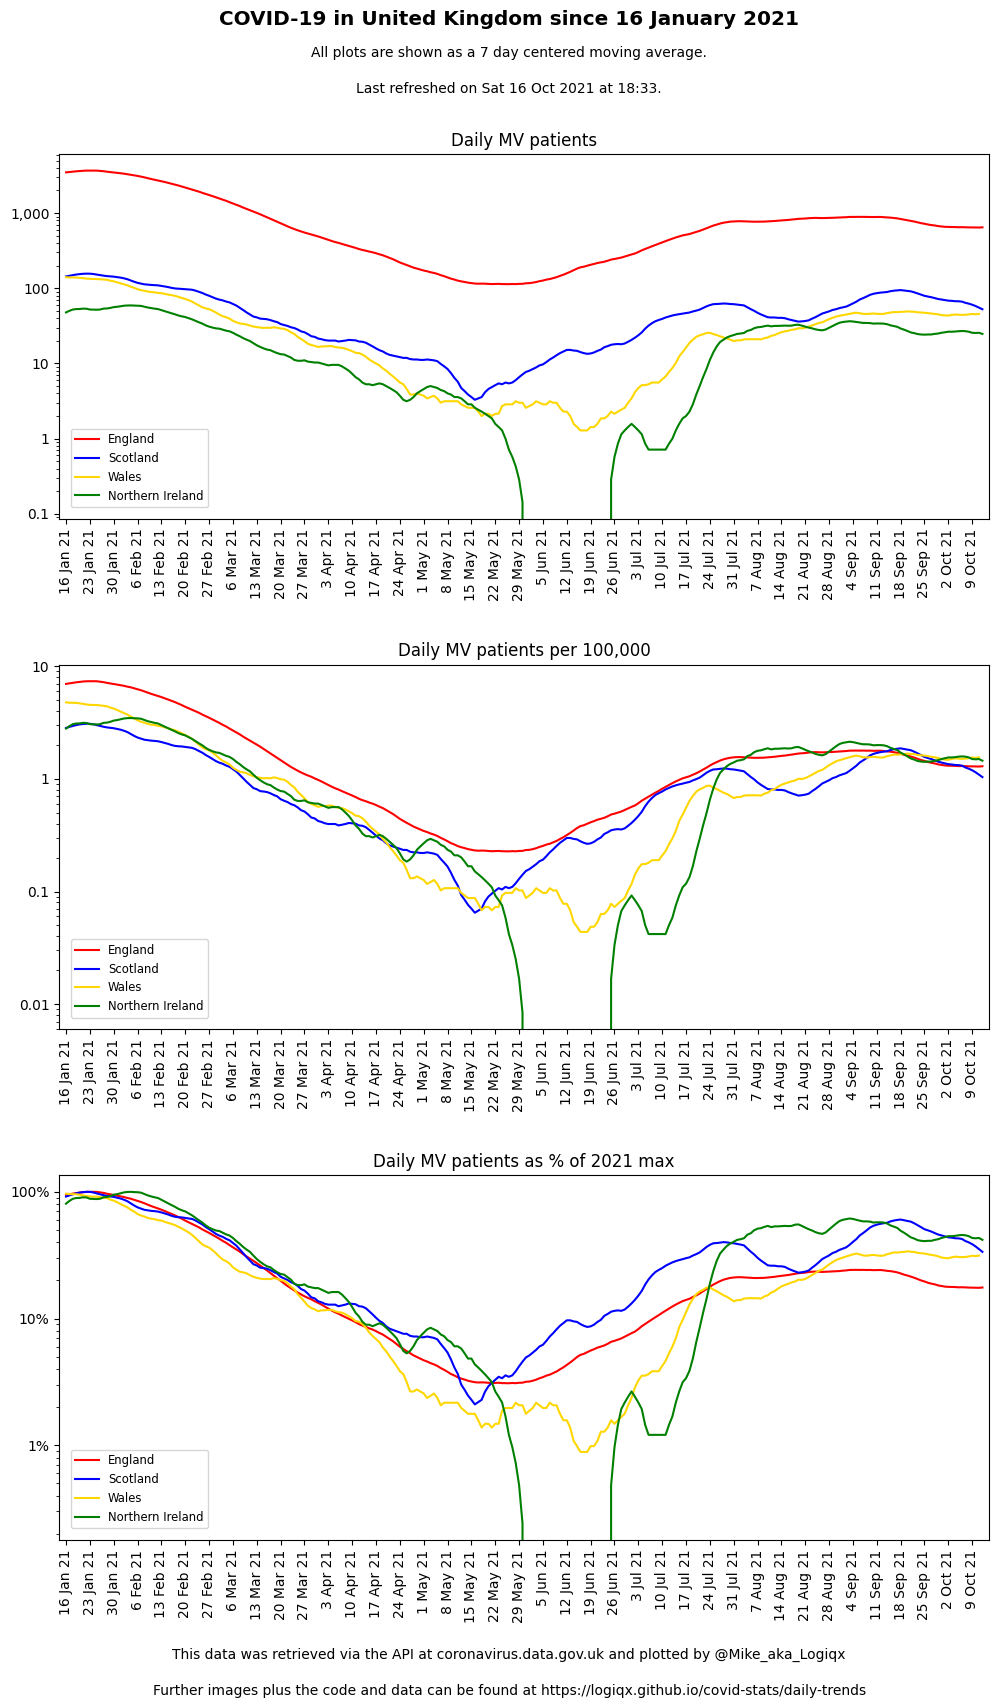 COVID-19 in United Kingdom since 16 January 2021
All plots are shown as a 7 day centered moving average.
Last refreshed on Sat 16 Oct 2021 at 18:33.
Daily MV patients
1,000
100
10
1
0.1
England
Scotland
Wales
Northern Ireland
16 Jan 21
23 Jan 21
30 Jan 21
6 Feb 21
13 Feb 21
20 Feb 21
27 Feb 21
6 Mar 21
13 Mar 21
20 Mar 21
27 Mar 21
3 Apr 21
10 Apr 21
17 Apr 21
24 Apr 21
1 May 21
8 May 21
15 May 21
22 May 21
29 May 21
5 Jun 21
12 Jun 21
19 Jun 21
26 Jun 21
3 Jul 21
10 Jul 21
17 Jul 21
24 Jul 21
31 Jul 21
7 Aug 21
14 Aug 21
21 Aug 21
28 Aug 21
4 Sep 21
11 Sep 21
18 Sep 21
25 Sep 21
2 Oct 21
9 Oct 21
Daily MV patients per 100,000
10
1
0.1
0.01
England
Scotland
Wales
Northern Ireland
16 Jan 21
23 Jan 21
30 Jan 21
6 Feb 21
13 Feb 21
20 Feb 21
27 Feb 21
6 Mar 21
13 Mar 21
20 Mar 21
27 Mar 21
3 Apr 21
10 Apr 21
17 Apr 21
24 Apr 21
1 May 21
8 May 21
15 May 21
22 May 21
29 May 21
5 Jun 21
12 Jun 21
19 Jun 21
26 Jun 21
3 Jul 21
10 Jul 21
17 Jul 21
24 Jul 21
31 Jul 21
7 Aug 21
14 Aug 21
21 Aug 21
28 Aug 21
4 Sep 21
11 Sep 21
18 Sep 21
25 Sep 21
2 Oct 21
9 Oct 21
Daily MV patients as % of 2021 max
100%
10%
1%
England
Scotland
Wales
Northern Ireland
16 Jan 21
23 Jan 21
30 Jan 21
6 Feb 21
13 Feb 21
20 Feb 21
27 Feb 21
6 Mar 21
13 Mar 21
20 Mar 21
27 Mar 21
3 Apr 21
10 Apr 21
17 Apr 21
24 Apr 21
1 May 21
8 May 21
15 May 21
22 May 21
29 May 21
5 Jun 21
12 Jun 21
19 Jun 21
26 Jun 21
3 Jul 21
10 Jul 21
17 Jul 21
24 Jul 21
31 Jul 21
7 Aug 21
14 Aug 21
21 Aug 21
28 Aug 21
4 Sep 21
11 Sep 21
18 Sep 21
25 Sep 21
2 Oct 21
9 Oct 21
This data was retrieved via the API at coronavirus.data.gov.uk and plotted by @Mike_aka_Logiqx
Further images plus the code and data can be found at https://logiqx.github.io/covid-stats/daily-trends